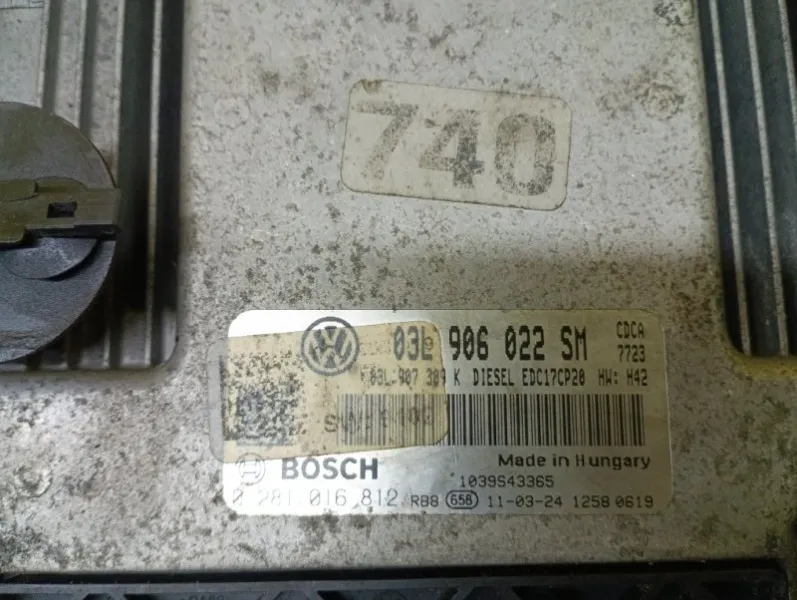 740
03L 906 022 SM CDCA
7723
03L-907 309 K DIESEL EDC17CP20 HW: H42
BOSCH Made in Hungary
1039S43365
0 281 016 812 RB8 658 11-03-24 1258 0619